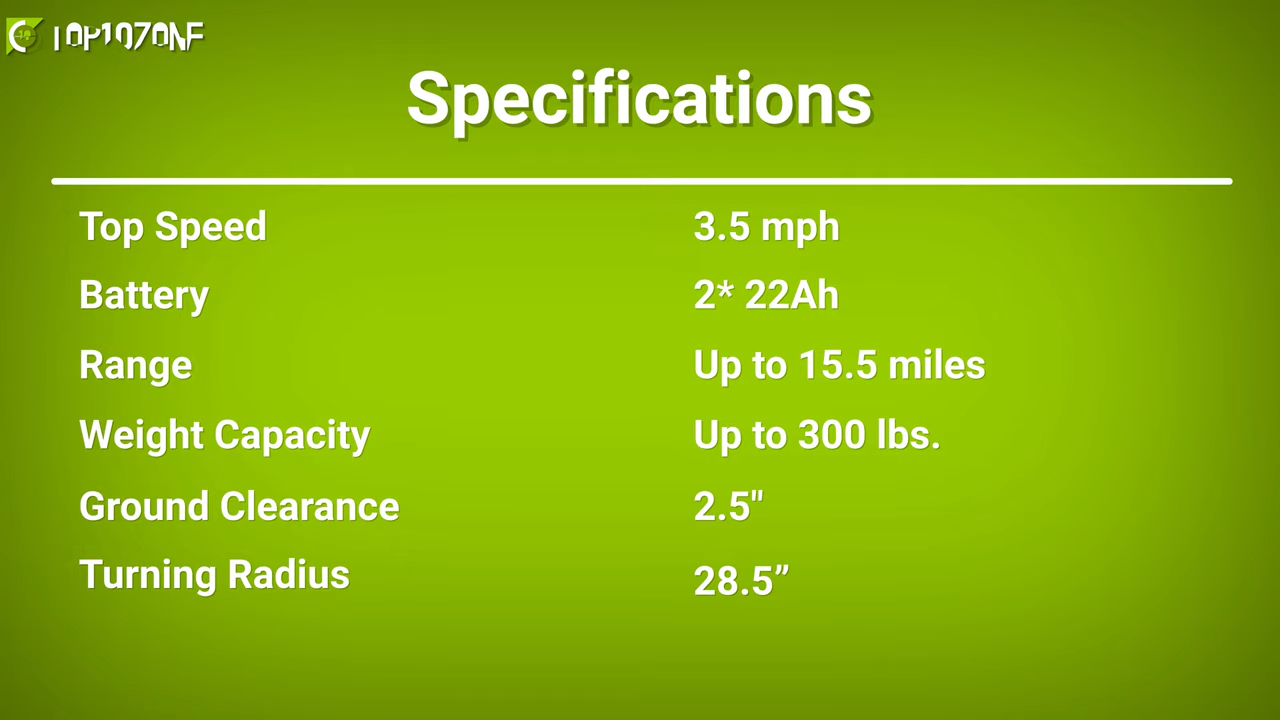 TOP10ZONE
Specifications
Top Speed 3.5 mph
Battery 2* 22Ah
Range Up to 15.5 miles
Weight Capacity Up to 300 lbs.
Ground Clearance 2.5"
Turning Radius 28.5”